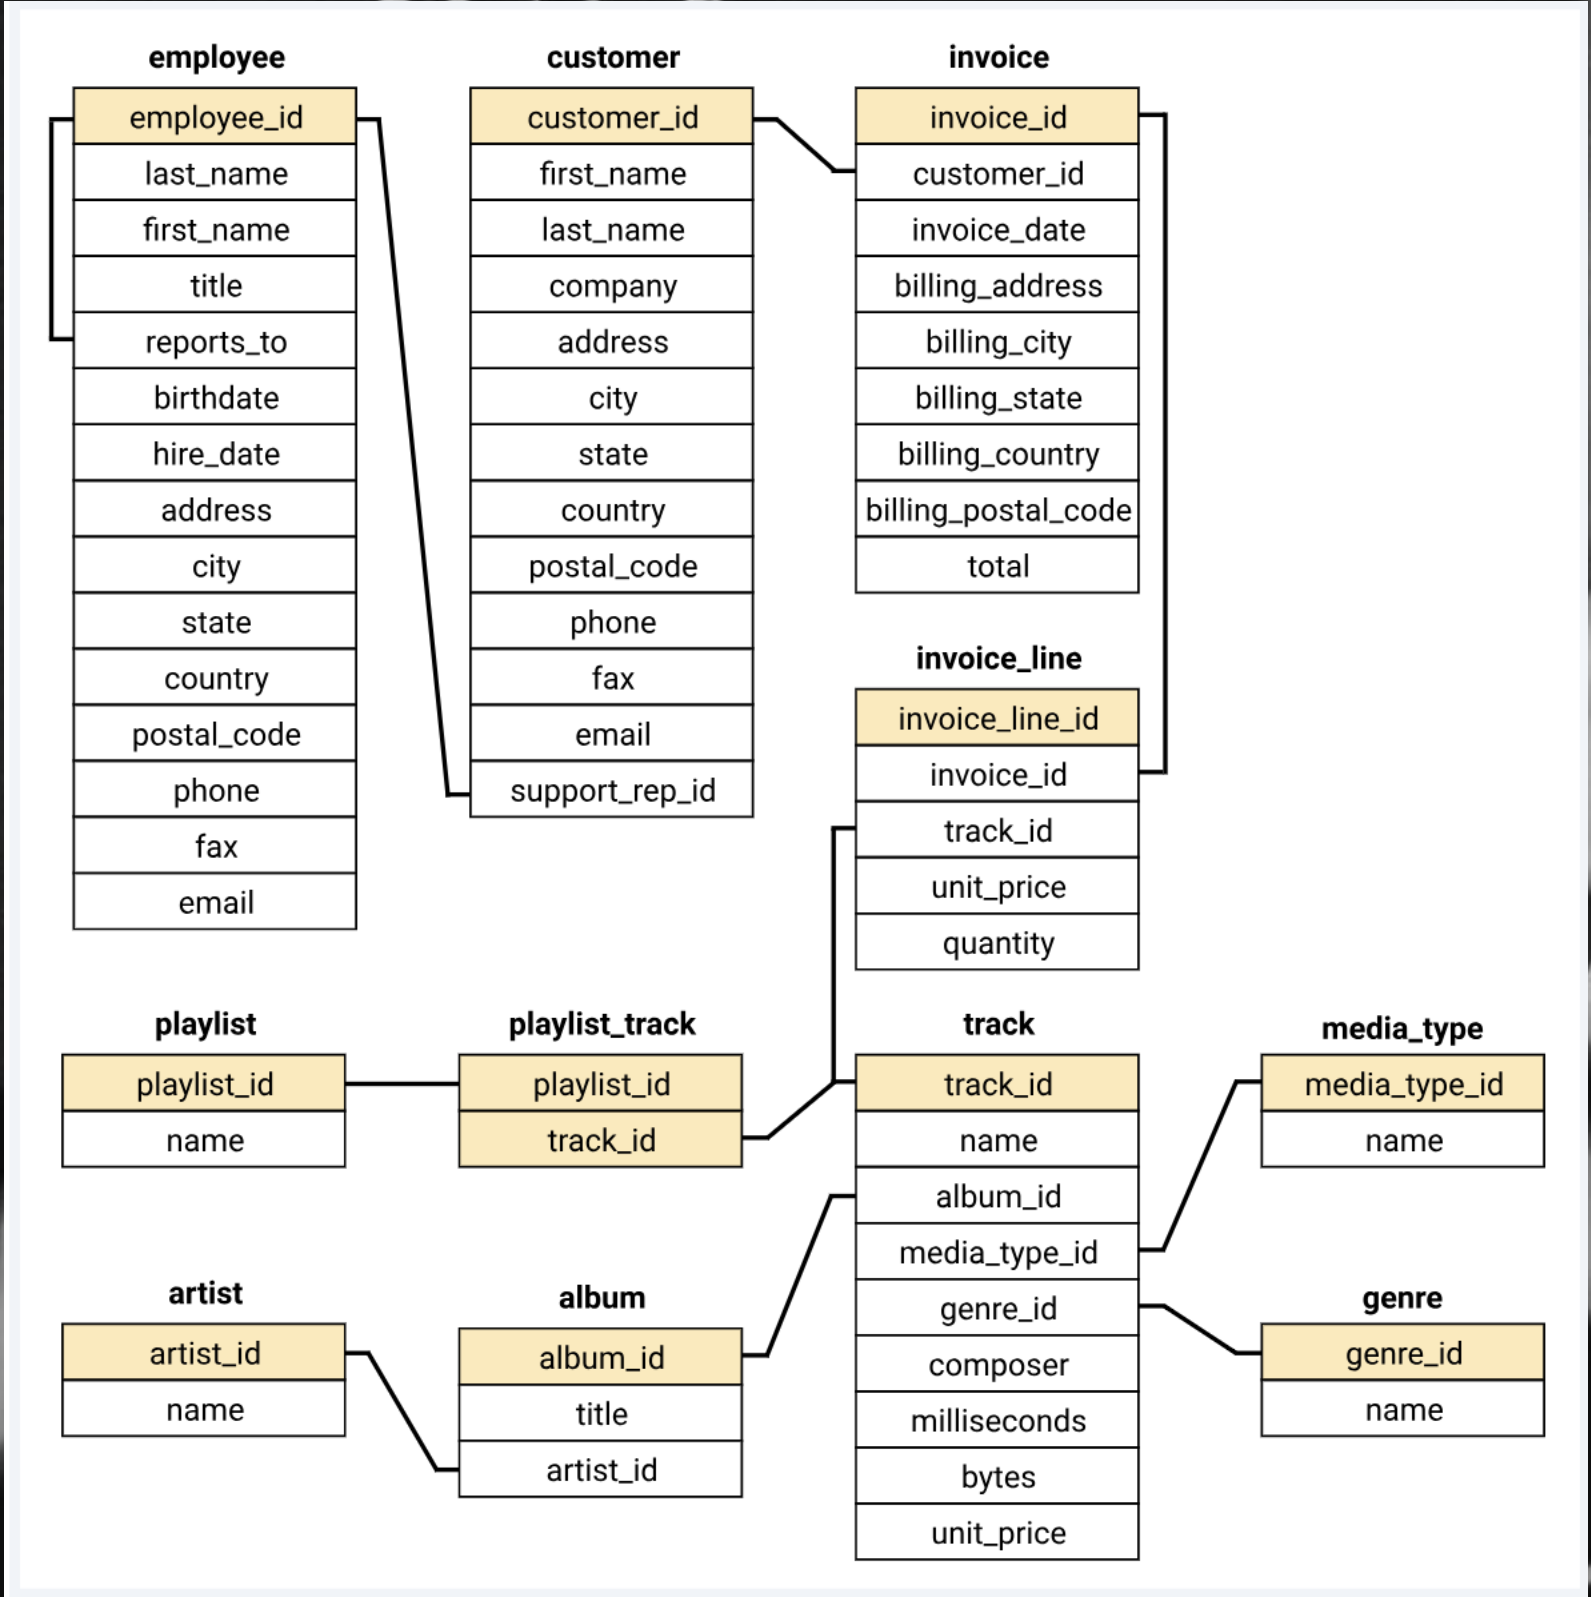 employee
employee_id
last_name
first_name
title
reports_to
birthdate
hire_date
address
city
state
country
postal_code
phone
fax
email
customer
customer_id
first_name
last_name
company
address
city
state
country
postal_code
phone
fax
email
support_rep_id
invoice
invoice_id
customer_id
invoice_date
billing_address
billing_city
billing_state
billing_country
billing_postal_code
total
invoice_line
invoice_line_id
invoice_id
track_id
unit_price
quantity
playlist
playlist_id
name
playlist_track
playlist_id
track_id
track
track_id
name
album_id
media_type_id
genre_id
composer
milliseconds
bytes
unit_price
media_type
media_type_id
name
artist
artist_id
name
album
album_id
title
artist_id
genre
genre_id
name